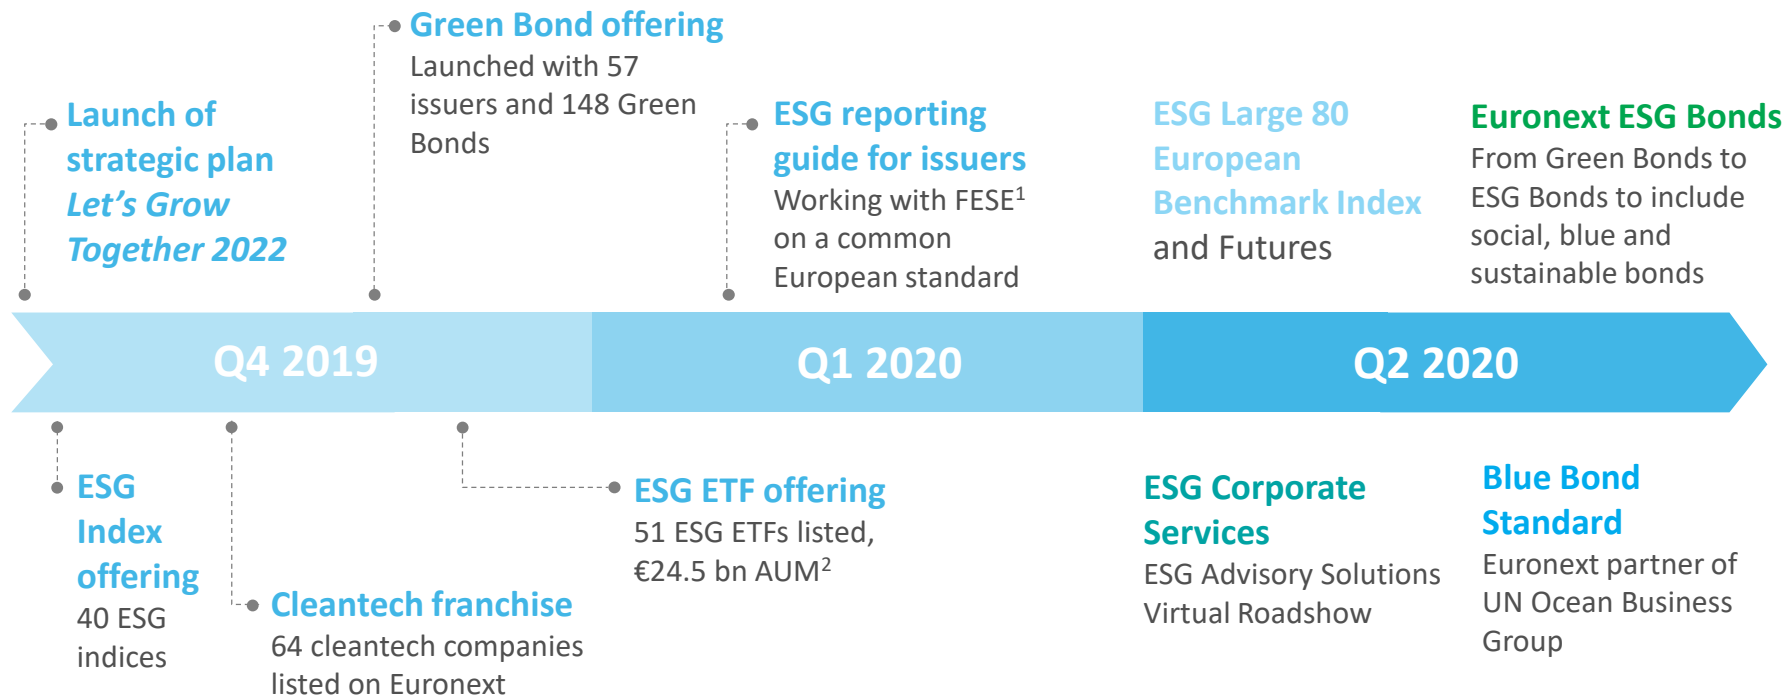 Green Bond offering
Launched with 57
issuers and 148 Green
Bonds
Launch of
strategic plan
Let’s Grow
Together 2022
ESG reporting
guide for issuers
Working with FESE¹
on a common
European standard
ESG Large 80
European
Benchmark Index
and Futures
Euronext ESG Bonds
From Green Bonds to
ESG Bonds to include
social, blue and
sustainable bonds
Q4 2019
Q1 2020
Q2 2020
ESG
Index
offering
40 ESG
indices
Cleantech franchise
64 cleantech companies
listed on Euronext
ESG ETF offering
51 ESG ETFs listed,
€24.5 bn AUM²
ESG Corporate
Services
ESG Advisory Solutions
Virtual Roadshow
Blue Bond
Standard
Euronext partner of
UN Ocean Business
Group